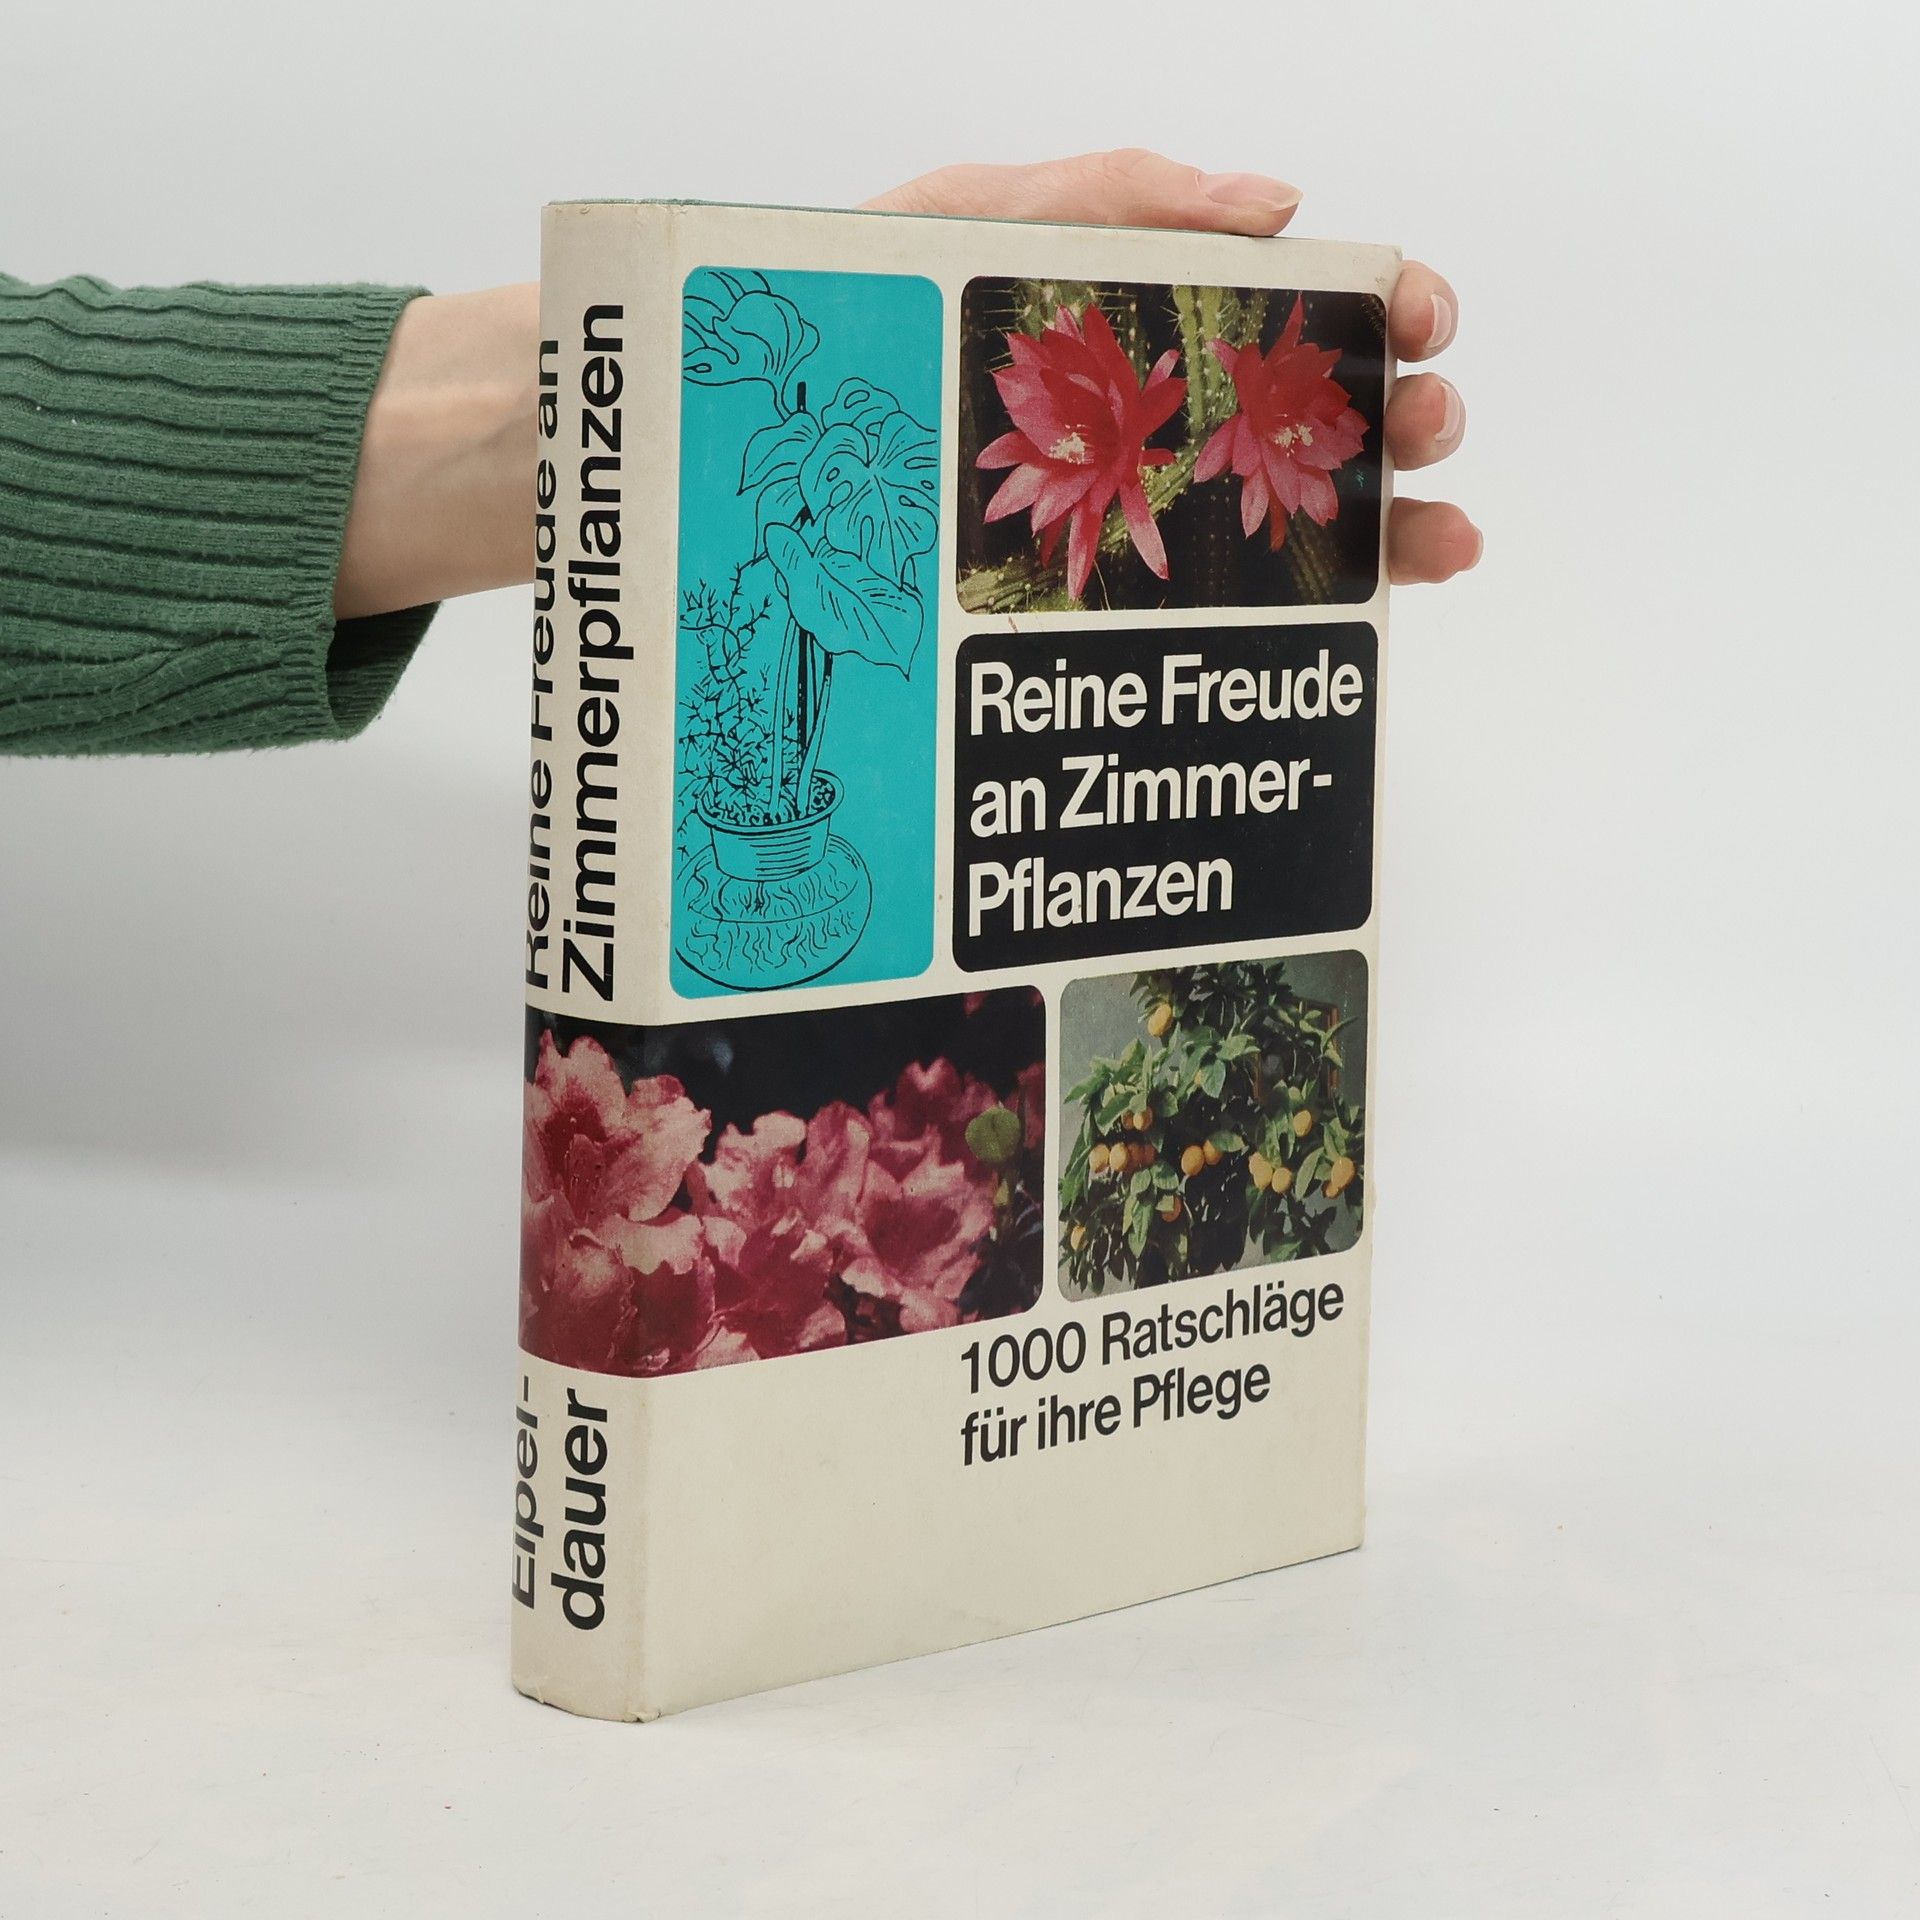 Reine Freude an
Zimmerpflanzen
Eipel-
dauer
Reine Freude
an Zimmer-
Pflanzen
1000 Ratschläge
für ihre Pflege